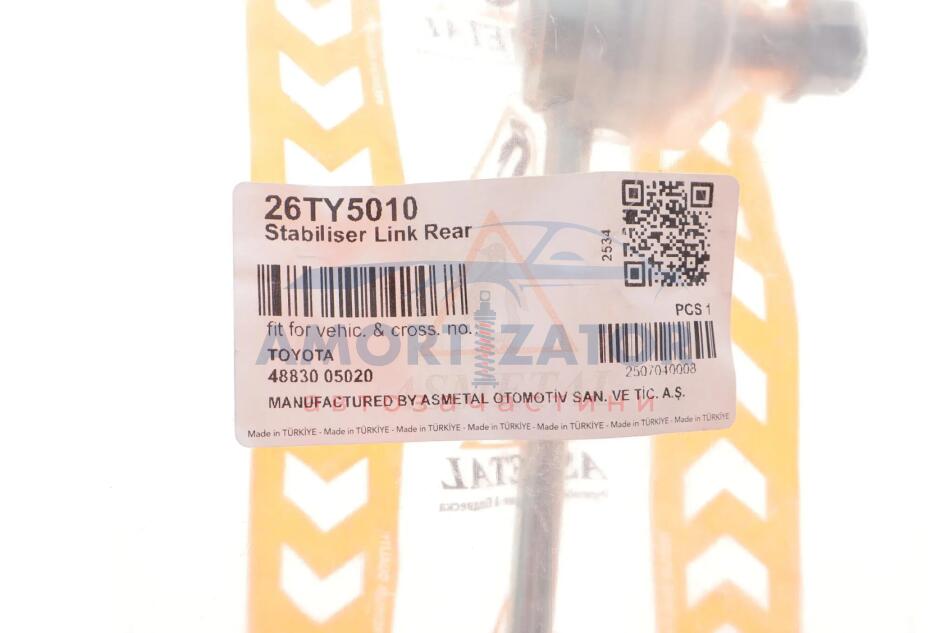 26TY5010
Stabiliser Link Rear
2534
PCS 1
fit for vehic. & cross. no.
TOYOTA
48830 05020
2507040008
MANUFACTURED BY ASMETAL OTOMOTİV SAN. VE TİC. A.Ş.
Made in TÜRKİYE - Made in TÜRKİYE - Made in TÜRKİYE - Made in TÜRKİYE - Made in TÜRKİYE - Made in TÜRKİYE - Made in TÜRKİYE
AMORTIZATOR
автозапчастини
ASMETAL
ASMETAL